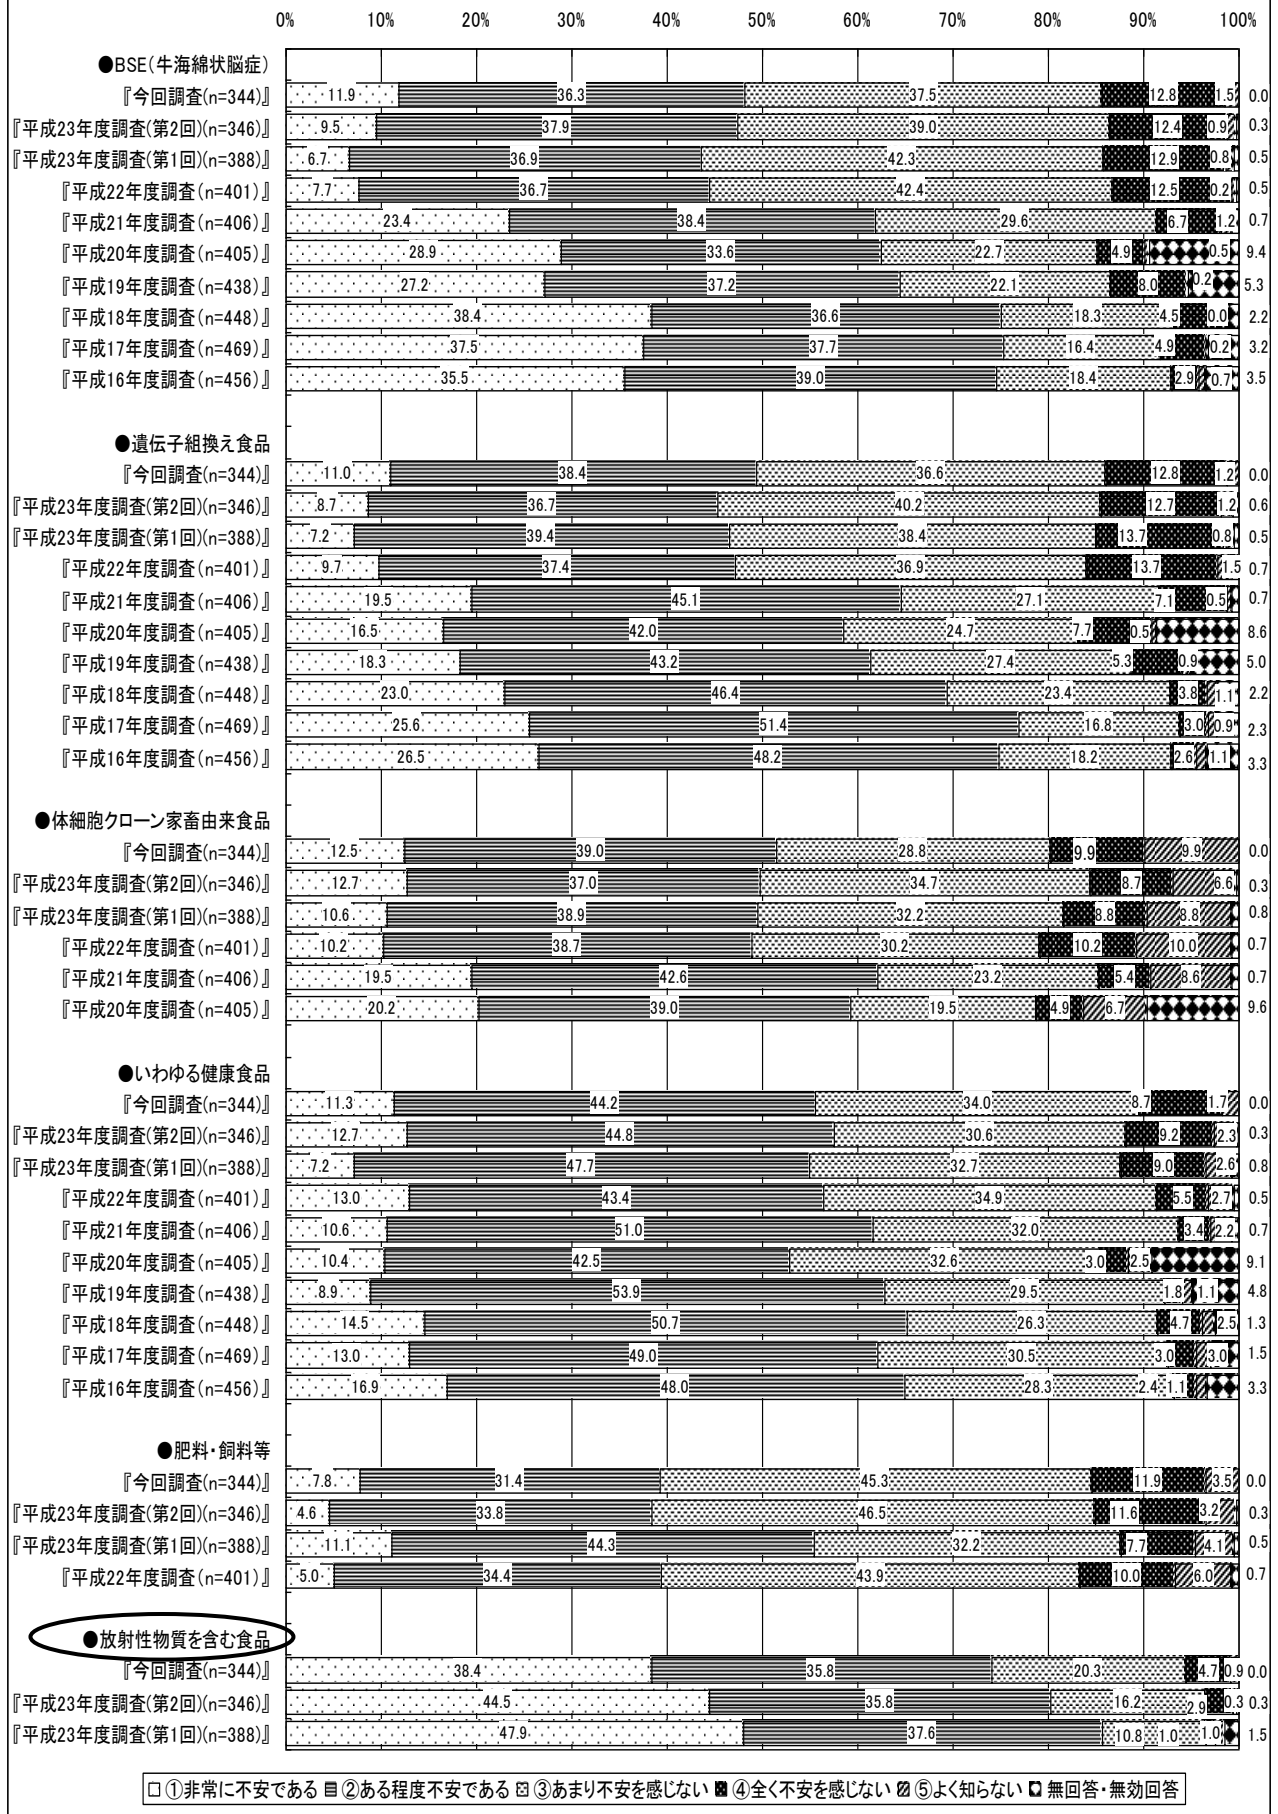 0% 10% 20% 30% 40% 50% 60% 70% 80% 90% 100%
●BSE(牛海綿状脳症)
『今回調査(n=344)』 11.9 36.3 37.5 12.8 1.5 0.0
『平成23年度調査(第2回)(n=346)』 9.5 37.9 39.0 12.4 0.9 0.3
『平成23年度調査(第1回)(n=388)』 6.7 36.9 42.3 12.9 0.8 0.5
『平成22年度調査(n=401)』 7.7 36.7 42.4 12.5 0.2 0.5
『平成21年度調査(n=406)』 23.4 38.4 29.6 6.7 1.2 0.7
『平成20年度調査(n=405)』 28.9 33.6 22.7 4.9 0.5 9.4
『平成19年度調査(n=438)』 27.2 37.2 22.1 8.0 0.2 5.3
『平成18年度調査(n=448)』 38.4 36.6 18.3 4.5 0.0 2.2
『平成17年度調査(n=469)』 37.5 37.7 16.4 4.9 0.2 3.2
『平成16年度調査(n=456)』 35.5 39.0 18.4 2.9 0.7 3.5
●遺伝子組換え食品
『今回調査(n=344)』 11.0 38.4 36.6 12.8 1.2 0.0
『平成23年度調査(第2回)(n=346)』 8.7 36.7 40.2 12.7 1.2 0.6
『平成23年度調査(第1回)(n=388)』 7.2 39.4 38.4 13.7 0.8 0.5
『平成22年度調査(n=401)』 9.7 37.4 36.9 13.7 1.5 0.7
『平成21年度調査(n=406)』 19.5 45.1 27.1 7.1 0.5 0.7
『平成20年度調査(n=405)』 16.5 42.0 24.7 7.7 0.5 8.6
『平成19年度調査(n=438)』 18.3 43.2 27.4 5.3 0.9 5.0
『平成18年度調査(n=448)』 23.0 46.4 23.4 3.8 1.1 2.2
『平成17年度調査(n=469)』 25.6 51.4 16.8 3.0 0.9 2.3
『平成16年度調査(n=456)』 26.5 48.2 18.2 2.6 1.1 3.3
●体細胞クローン家畜由来食品
『今回調査(n=344)』 12.5 39.0 28.8 9.9 9.9 0.0
『平成23年度調査(第2回)(n=346)』 12.7 37.0 34.7 8.7 6.6 0.3
『平成23年度調査(第1回)(n=388)』 10.6 38.9 32.2 8.8 8.8 0.8
『平成22年度調査(n=401)』 10.2 38.7 30.2 10.2 10.0 0.7
『平成21年度調査(n=406)』 19.5 42.6 23.2 5.4 8.6 0.7
『平成20年度調査(n=405)』 20.2 39.0 19.5 4.9 6.7 9.6
●いわゆる健康食品
『今回調査(n=344)』 11.3 44.2 34.0 8.7 1.7 0.0
『平成23年度調査(第2回)(n=346)』 12.7 44.8 30.6 9.2 2.3 0.3
『平成23年度調査(第1回)(n=388)』 7.2 47.7 32.7 9.0 2.6 0.8
『平成22年度調査(n=401)』 13.0 43.4 34.9 5.5 2.7 0.5
『平成21年度調査(n=406)』 10.6 51.0 32.0 3.4 2.2 0.7
『平成20年度調査(n=405)』 10.4 42.5 32.6 3.0 2.5 9.1
『平成19年度調査(n=438)』 8.9 53.9 29.5 1.8 1.1 4.8
『平成18年度調査(n=448)』 14.5 50.7 26.3 4.7 2.5 1.3
『平成17年度調査(n=469)』 13.0 49.0 30.5 3.0 3.0 1.5
『平成16年度調査(n=456)』 16.9 48.0 28.3 2.4 1.1 3.3
●肥料・飼料等
『今回調査(n=344)』 7.8 31.4 45.3 11.9 3.5 0.0
『平成23年度調査(第2回)(n=346)』 4.6 33.8 46.5 11.6 3.2 0.3
『平成23年度調査(第1回)(n=388)』 11.1 44.3 32.2 7.7 4.1 0.5
『平成22年度調査(n=401)』 5.0 34.4 43.9 10.0 6.0 0.7
●放射性物質を含む食品
『今回調査(n=344)』 38.4 35.8 20.3 4.7 0.9 0.0
『平成23年度調査(第2回)(n=346)』 44.5 35.8 16.2 2.9 0.3 0.3
『平成23年度調査(第1回)(n=388)』 47.9 37.6 10.8 1.0 1.0 1.5
①非常に不安である ②ある程度不安である ③あまり不安を感じない ④全く不安を感じない ⑤よく知らない 無回答・無効回答